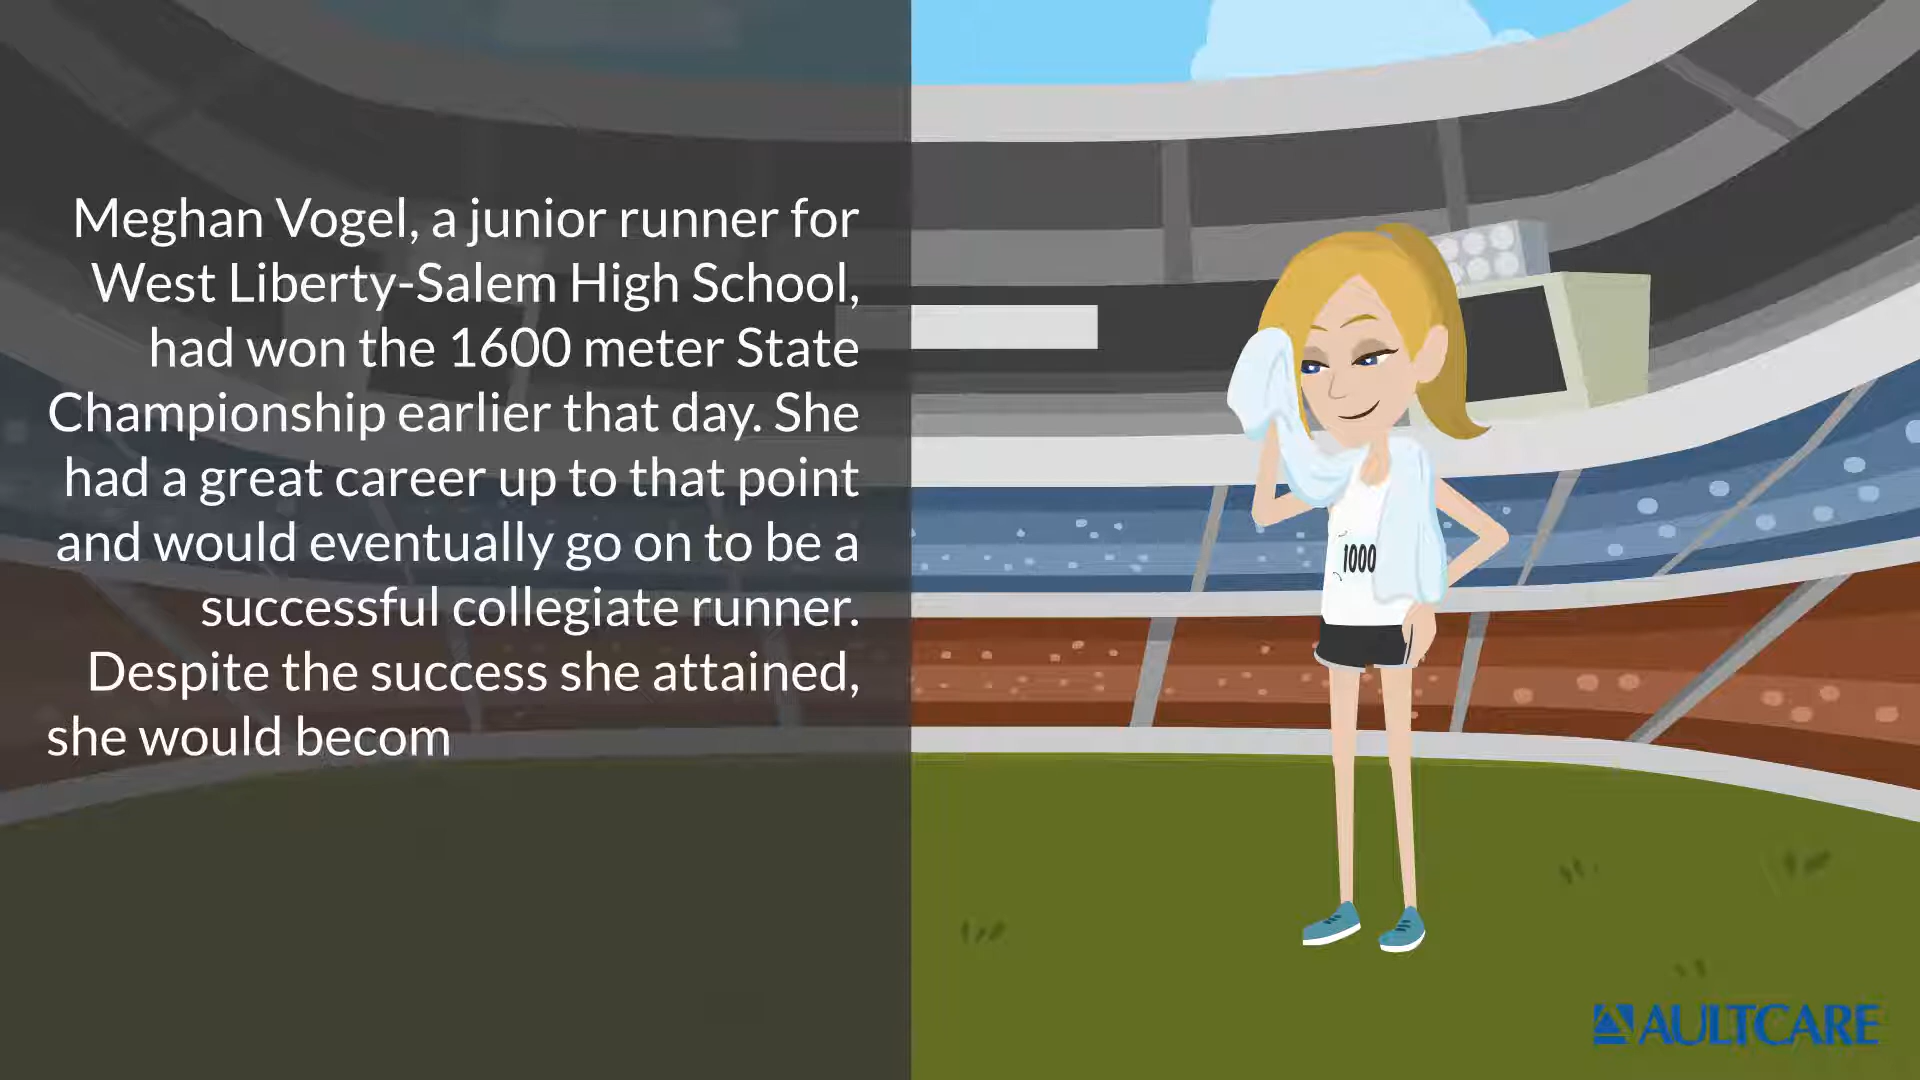 Meghan Vogel, a junior runner for
West Liberty-Salem High School,
had won the 1600 meter State
Championship earlier that day. She
had a great career up to that point
and would eventually go on to be a
successful collegiate runner.
Despite the success she attained,
she would becom
1000
AULTCARE